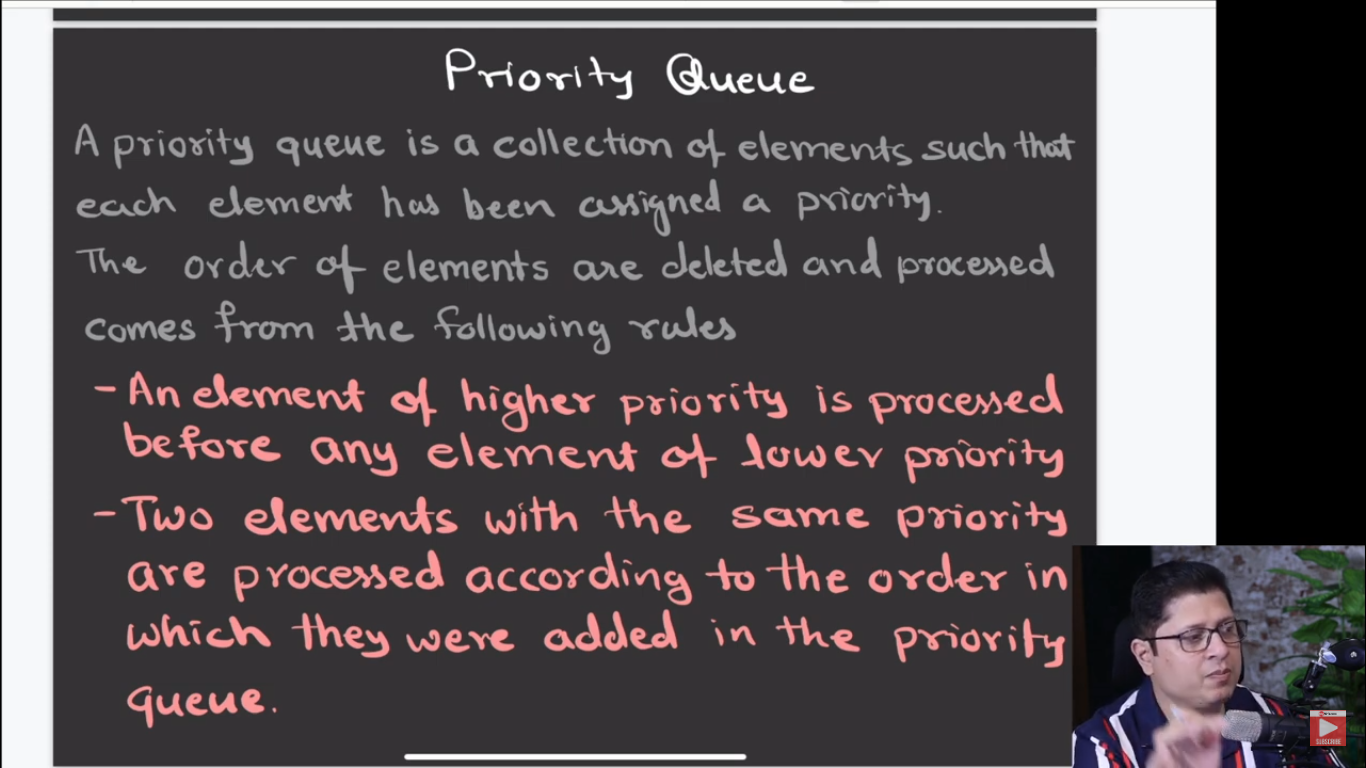 Priority Queue
A priority queue is a collection of elements such that
each element has been assigned a priority.
The order of elements are deleted and processed
comes from the following rules
- An element of higher priority is processed
before any element of lower priority
- Two elements with the same priority
are processed according to the order in
which they were added in the priority
queue.
SUBSCRIBE